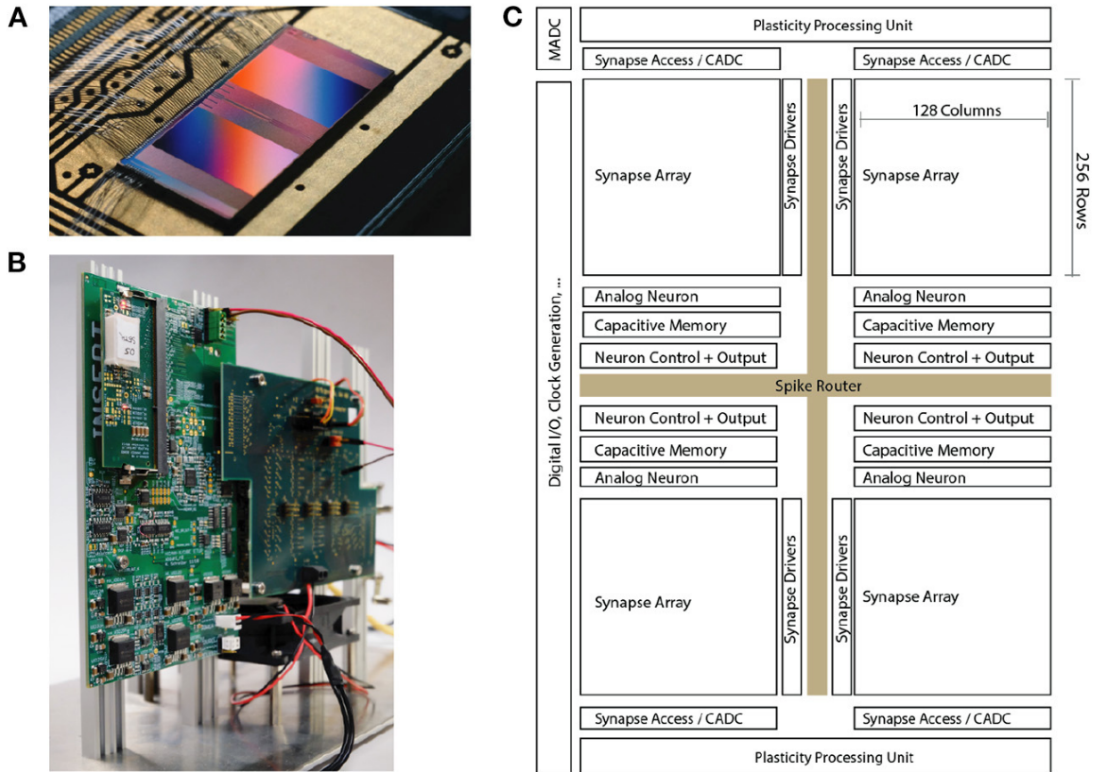 A
B
INSERT
C
MADC
Plasticity Processing Unit
Synapse Access / CADC
Synapse Access / CADC
Digital I/O, Clock Generation, ...
Synapse Array
Synapse Drivers
Synapse Drivers
128 Columns
Synapse Array
256 Rows
Analog Neuron
Analog Neuron
Capacitive Memory
Capacitive Memory
Neuron Control + Output
Neuron Control + Output
Spike Router
Neuron Control + Output
Neuron Control + Output
Capacitive Memory
Capacitive Memory
Analog Neuron
Analog Neuron
Synapse Array
Synapse Drivers
Synapse Drivers
Synapse Array
Synapse Access / CADC
Synapse Access / CADC
Plasticity Processing Unit